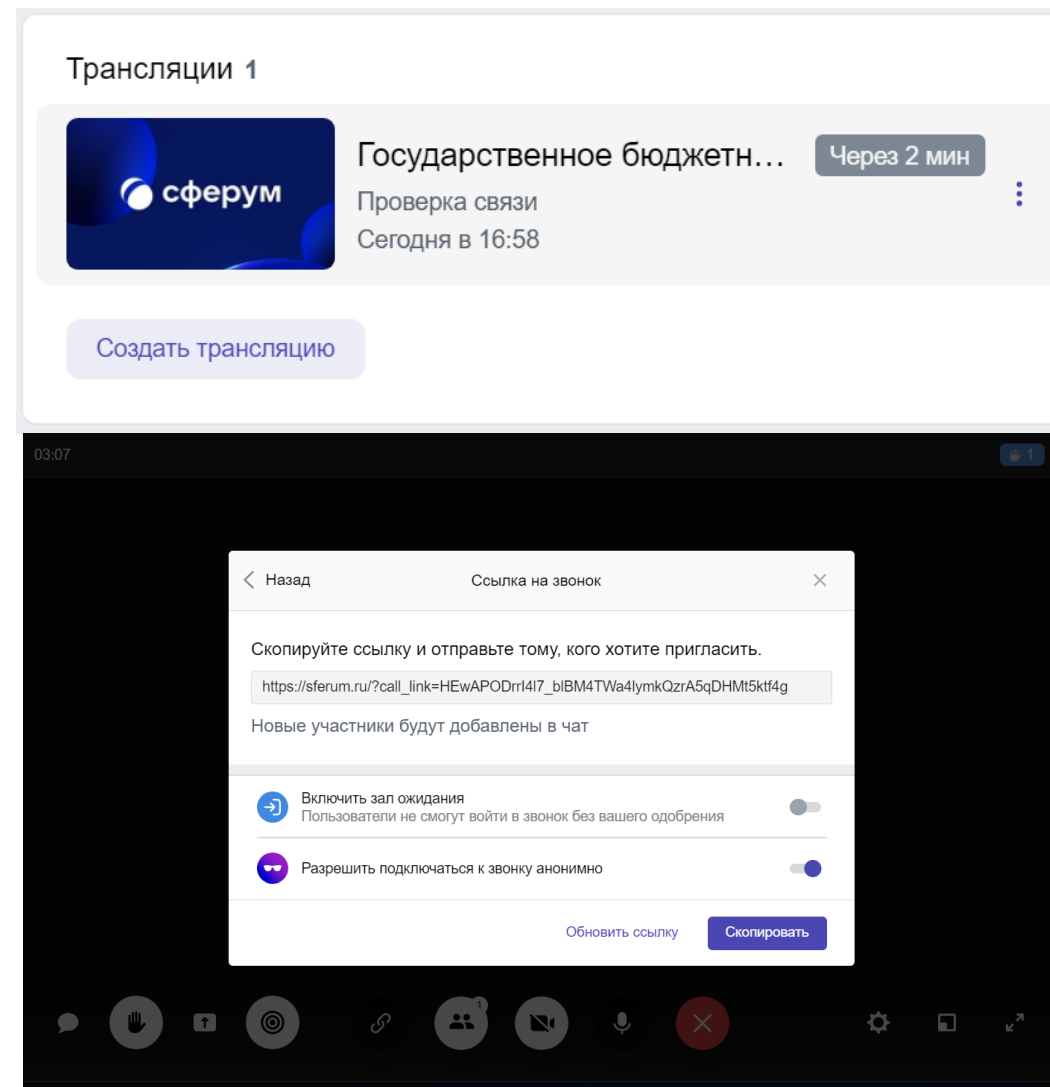 Трансляции 1
сферум
Государственное бюджетн...
Через 2 мин
Проверка связи
Сегодня в 16:58
Создать трансляцию
03:07
1
Назад
Ссылка на звонок
Скопируйте ссылку и отправьте тому, кого хотите пригласить.
https://sferum.ru/?call_link=HEwAPODrrI4l7_blBM4TWa4lymkQzrA5qDHMt5ktf4g
Новые участники будут добавлены в чат
Включить зал ожидания
Пользователи не смогут войти в звонок без вашего одобрения
Разрешить подключаться к звонку анонимно
Обновить ссылку
Скопировать
1